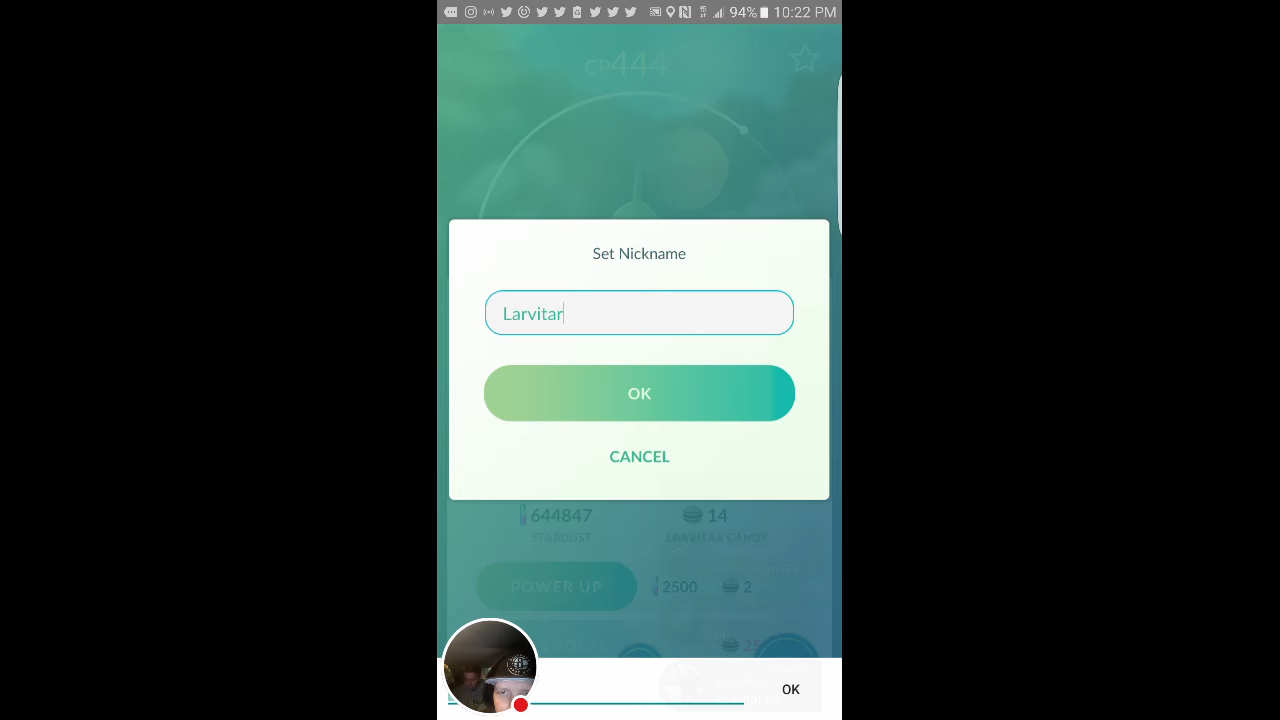 94% 10:22 PM
CP444
Set Nickname
Larvitar
OK
CANCEL
644847 14
STARDUST LARVITAR CANDY
POWER UP 2500 2
OK